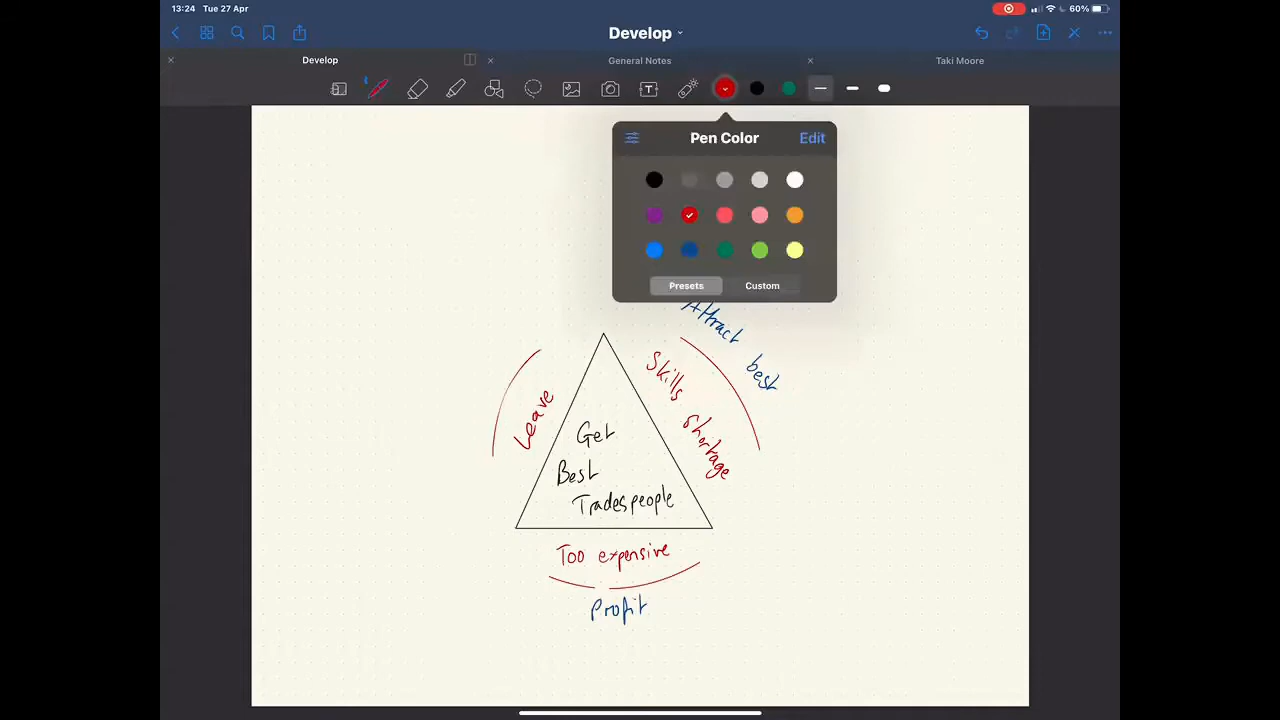 13:24 Tue 27 Apr
60%
Develop
Develop
General Notes
Taki Moore
T
Pen Color
Edit
Presets
Custom
Attract best
Skills shortage
Leave
Get
Best
Tradespeople
Too expensive
Profit